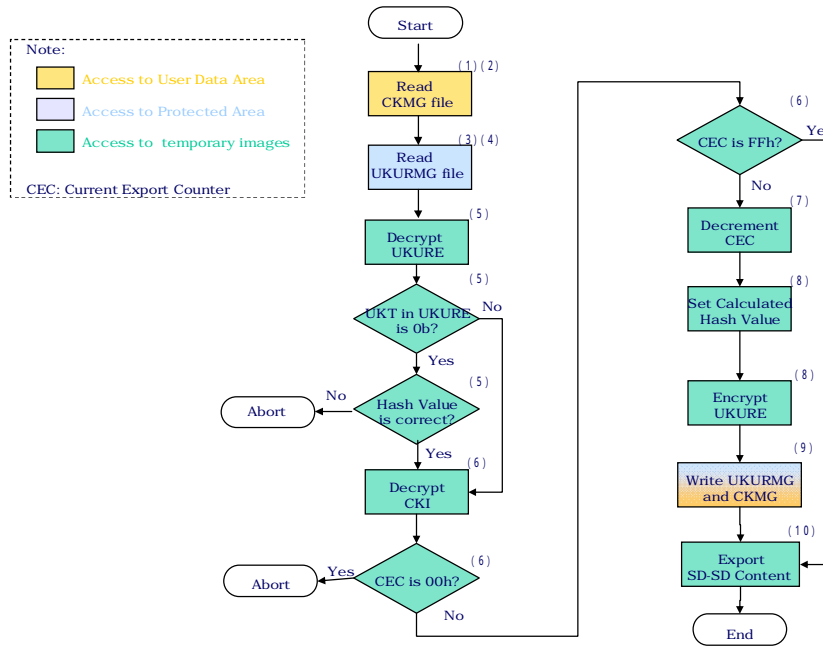 Note:
Access to User Data Area
Access to Protected Area
Access to temporary images
CEC: Current Export Counter
Start
(1)(2)
Read
CKMG file
(3)(4)
Read
UKURMG file
(5)
Decrypt
UKURE
(5)
UKT in UKURE
is 0b?
No
Yes
(5)
Hash Value
is correct?
No
Abort
Yes
(6)
Decrypt
CKI
(6)
CEC is 00h?
Yes
Abort
No
(6)
CEC is FFh?
Yes
No
(7)
Decrement
CEC
(8)
Set Calculated
Hash Value
(8)
Encrypt
UKURE
(9)
Write UKURMG
and CKMG
(10)
Export
SD-SD Content
End